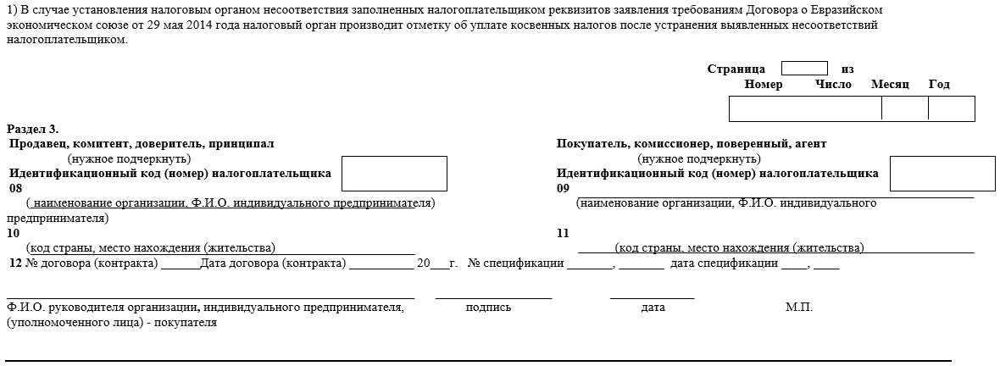 1) В случае установления налоговым органом несоответствия заполненных налогоплательщиком реквизитов заявления требованиям Договора о Евразийском
экономическом союзе от 29 мая 2014 года налоговый орган производит отметку об уплате косвенных налогов после устранения выявленных несоответствий
налогоплательщиком.
Страница из
Номер Число Месяц Год
Раздел 3.
Продавец, комитент, доверитель, принципал Покупатель, комиссионер, поверенный, агент
(нужное подчеркнуть) (нужное подчеркнуть)
Идентификационный код (номер) налогоплательщика Идентификационный код (номер) налогоплательщика
08 09
( наименование организации, Ф.И.О. индивидуального предпринимателя) (наименование организации, Ф.И.О. индивидуального
предпринимателя)
10 11
(код страны, место нахождения (жительства) (код страны, место нахождения (жительства)
12 № договора (контракта) ______Дата договора (контракта) __________ 20___г. № спецификации _______, _______ дата спецификации ____, ____
Ф.И.О. руководителя организации, индивидуального предпринимателя, подпись дата М.П.
(уполномоченного лица) - покупателя